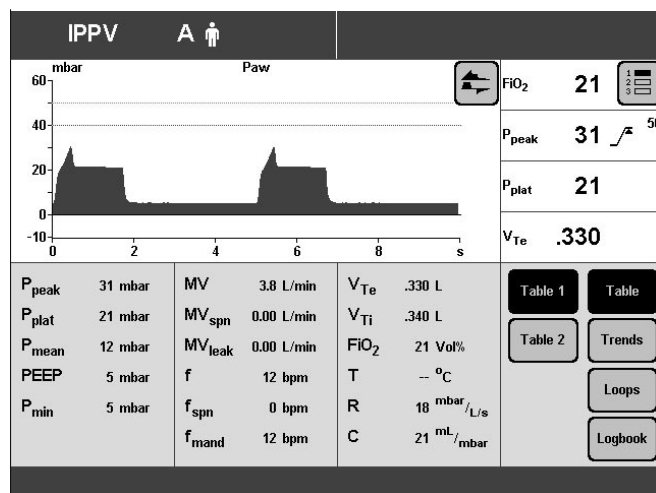 IPPV A
mbar Paw
60
40
20
0
-10
0 2 4 6 8 s
FiO2 21
1
2
3
Ppeak 31
Pplat 21
VTe .330
Ppeak 31 mbar MV 3.8 L/min VTe .330 L
Pplat 21 mbar MVspn 0.00 L/min VTi .340 L
Pmean 12 mbar MVleak 0.00 L/min FiO2 21 Vol%
PEEP 5 mbar f 12 bpm T -- °C
Pmin 5 mbar fspn 0 bpm R 18 mbar/L/s
fmand 12 bpm C 21 mL/mbar
Table 1 Table
Table 2 Trends
Loops
Logbook